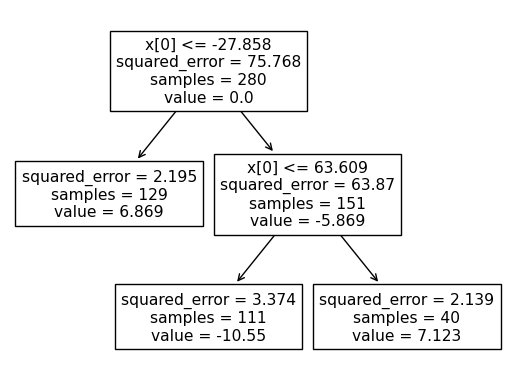 x[0] <= -27.858
squared_error = 75.768
samples = 280
value = 0.0
squared_error = 2.195
samples = 129
value = 6.869
x[0] <= 63.609
squared_error = 63.87
samples = 151
value = -5.869
squared_error = 3.374
samples = 111
value = -10.55
squared_error = 2.139
samples = 40
value = 7.123